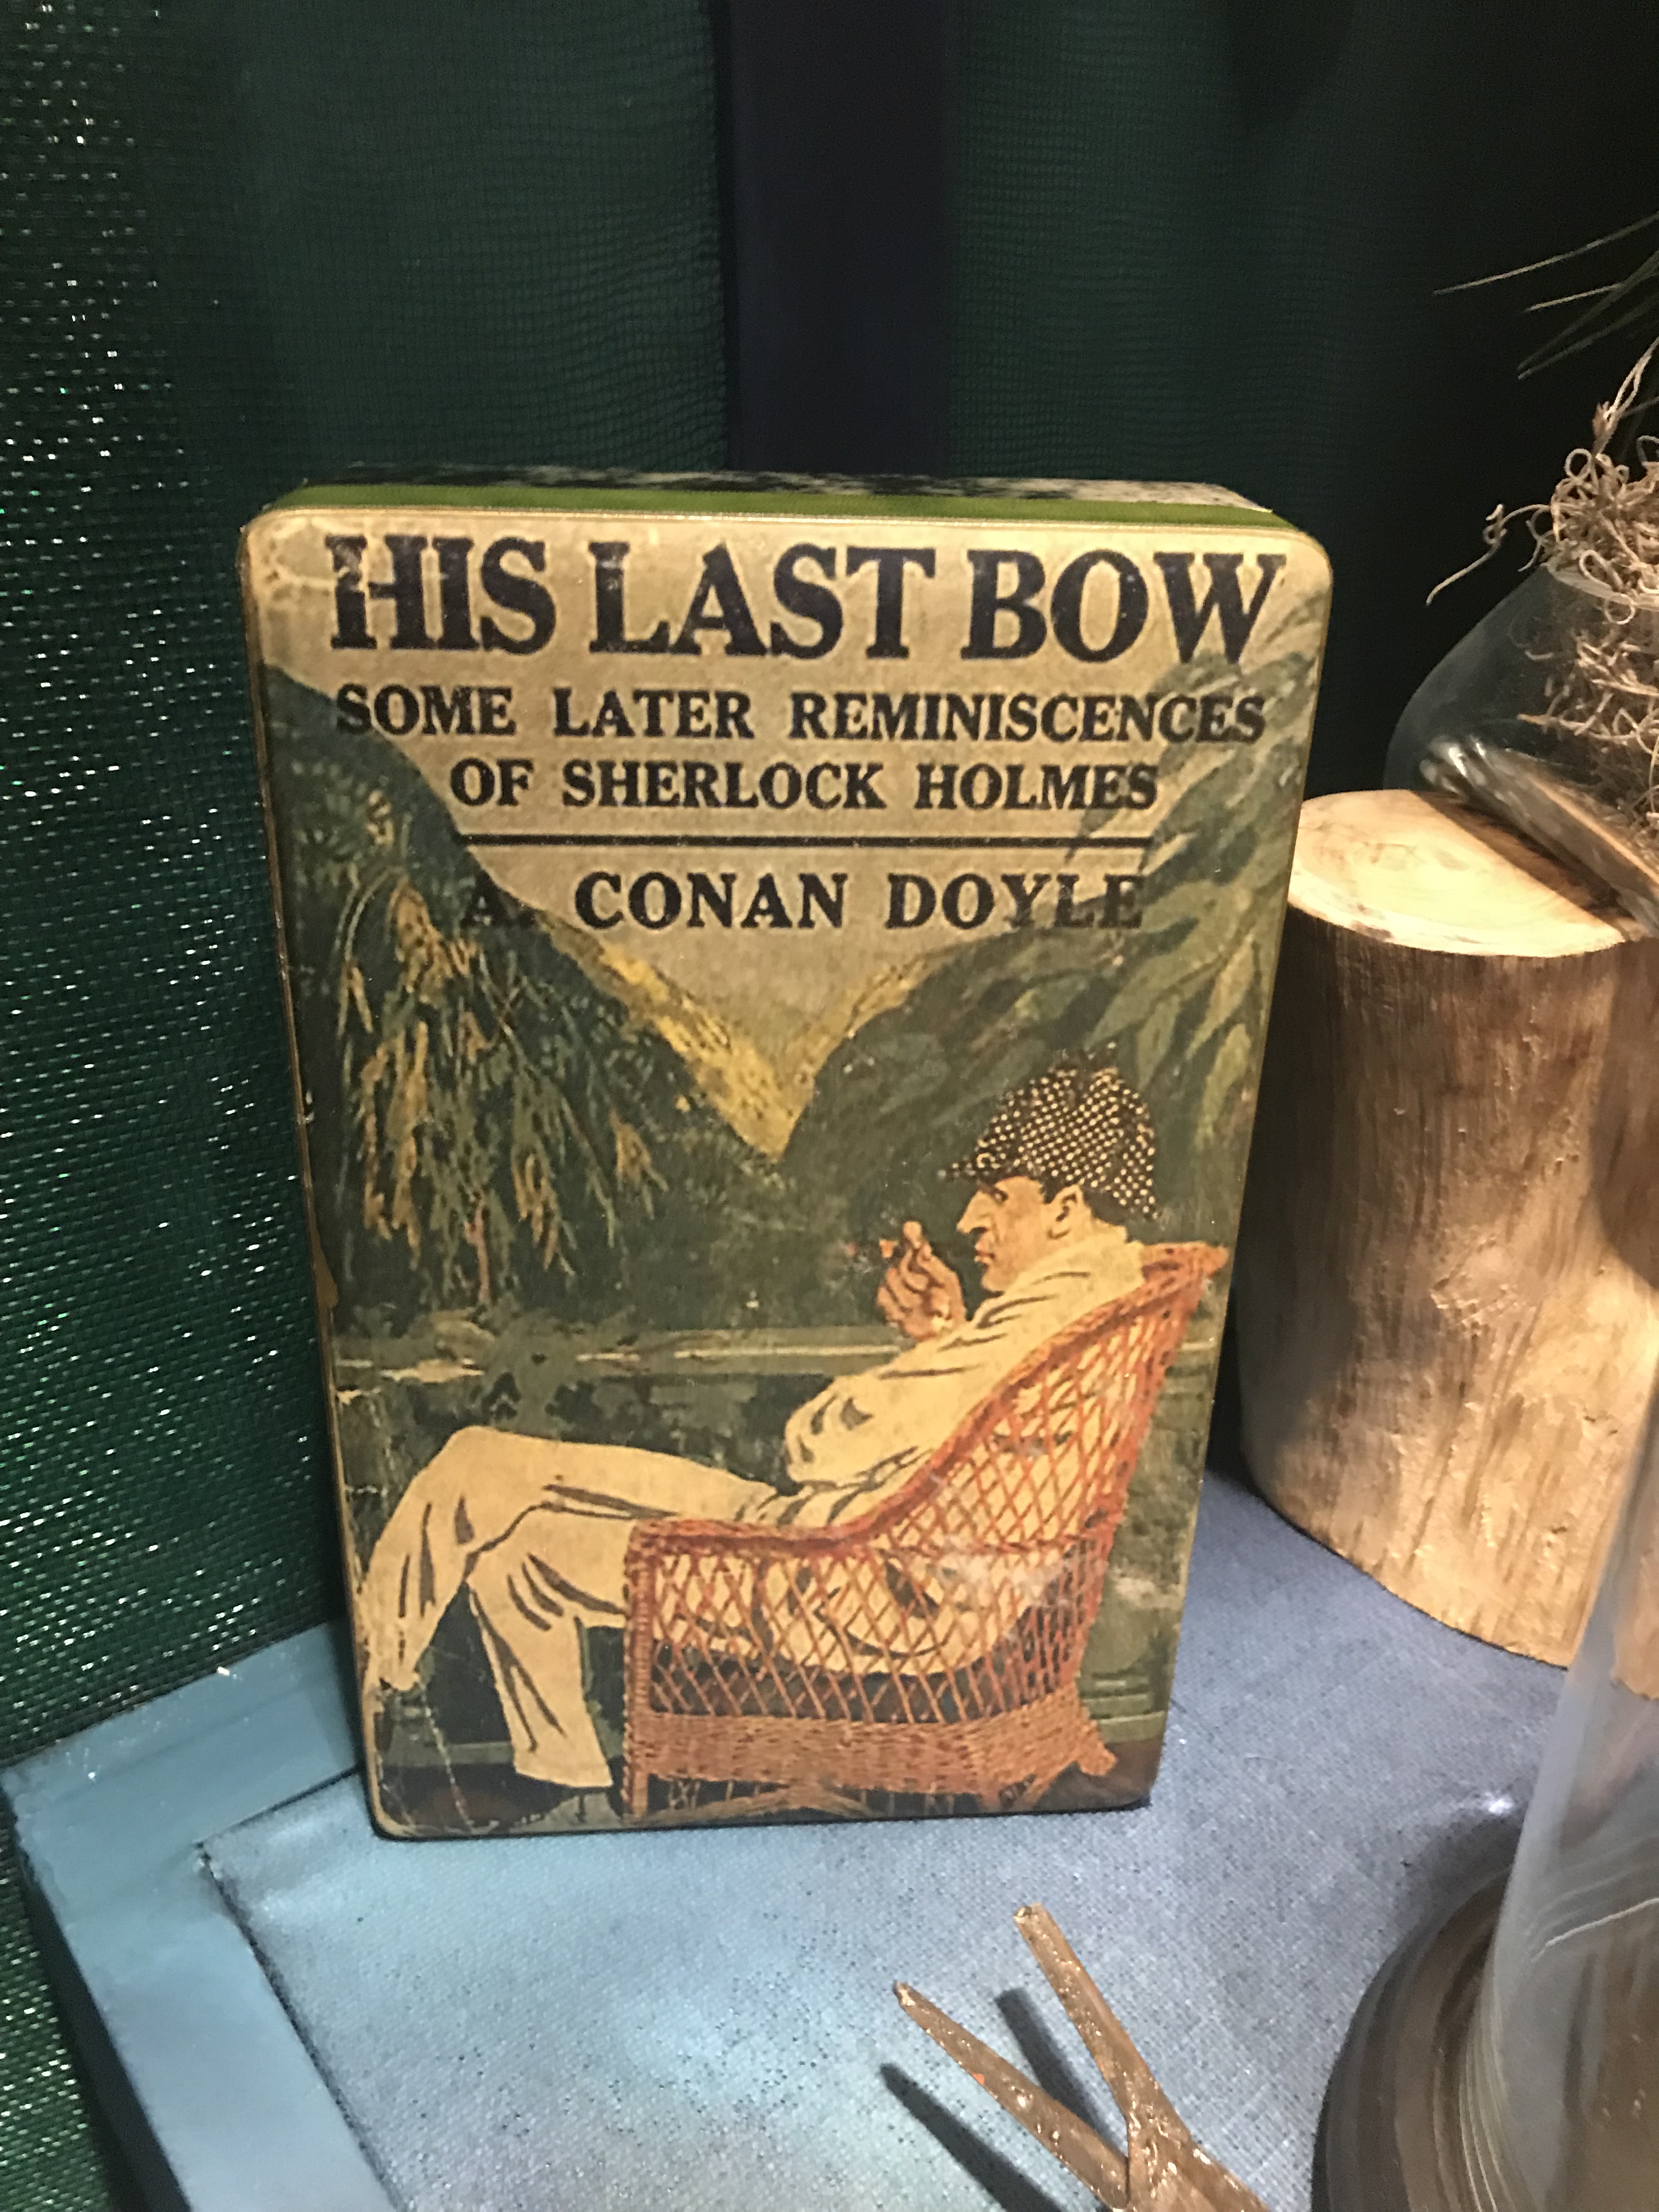 HIS LAST BOW
SOME LATER REMINISCENCES
OF SHERLOCK HOLMES
A. CONAN DOYLE